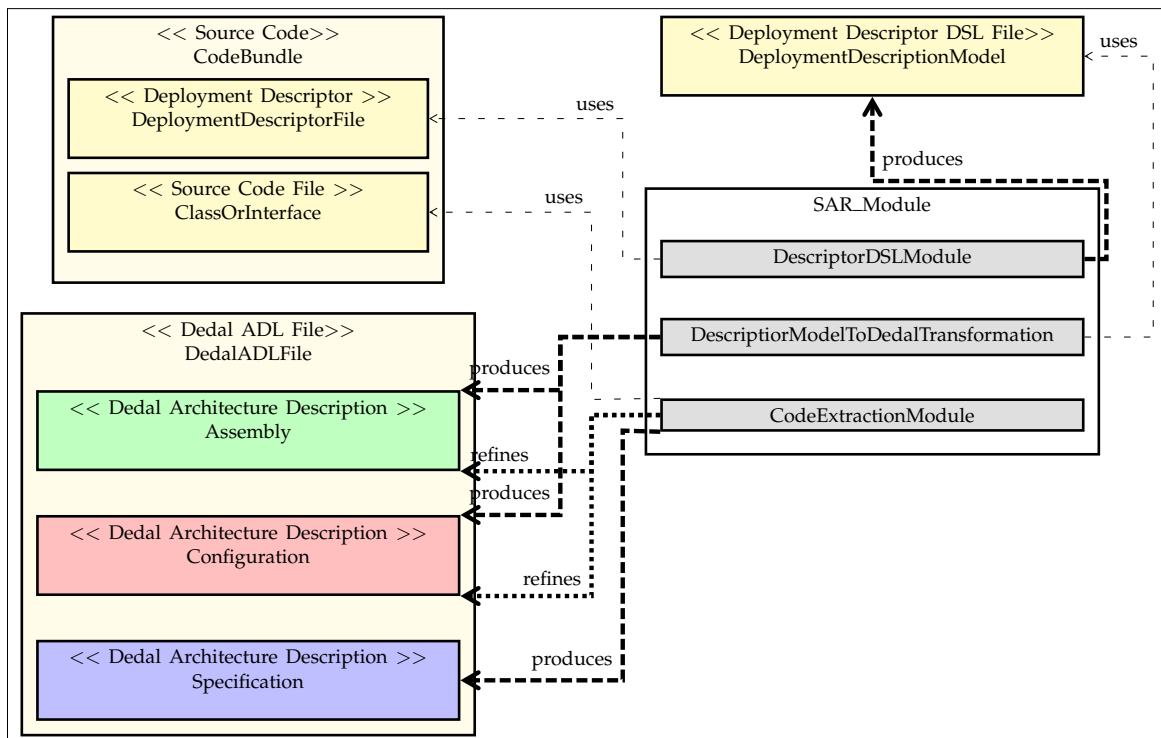 << Source Code>>
CodeBundle
<< Deployment Descriptor >>
DeploymentDescriptorFile
<< Source Code File >>
ClassOrInterface
<< Deployment Descriptor DSL File>>
DeploymentDescriptionModel
uses
uses
uses
produces
SAR_Module
DescriptorDSLModule
DescriptiorModelToDedalTransformation
CodeExtractionModule
<< Dedal ADL File>>
DedalADLFile
<< Dedal Architecture Description >>
Assembly
<< Dedal Architecture Description >>
Configuration
<< Dedal Architecture Description >>
Specification
produces
refines
produces
refines
produces